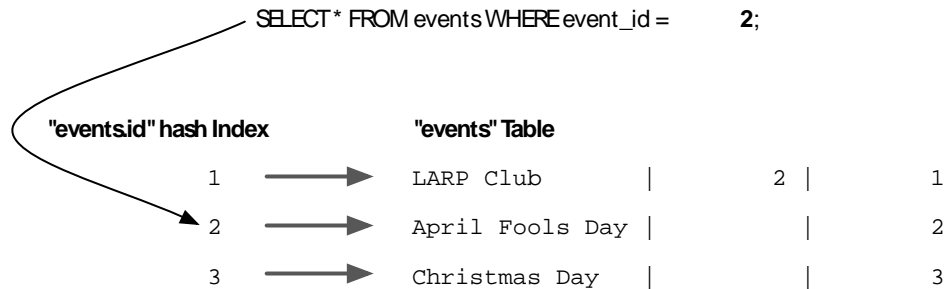 SELECT * FROM events WHERE event_id = 2;
"events.id" hash Index "events" Table
1 LARP Club | 2 | 1
2 April Fools Day | | 2
3 Christmas Day | | 3